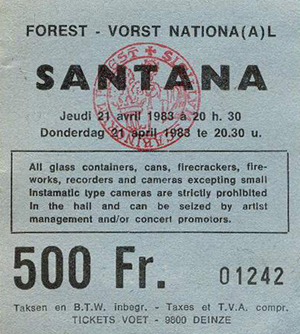 FOREST - VORST NATIONA(A)L
SANTANA
Jeudi 21 avril 1983 à 20 h. 30
Donderdag 21 april 1983 te 20.30 u.
All glass containers, cans, firecrackers, fire-
works, recorders and cameras excepting small
Instamatic type cameras are strictly prohibited
In the hall and can be seized by artist
management and/or concert promotors.
500 Fr.
01242
Taksen en B.T.W. inbegr. - Taxes et T.V.A. compr.
TICKETS VOET - 9800 DEINZE